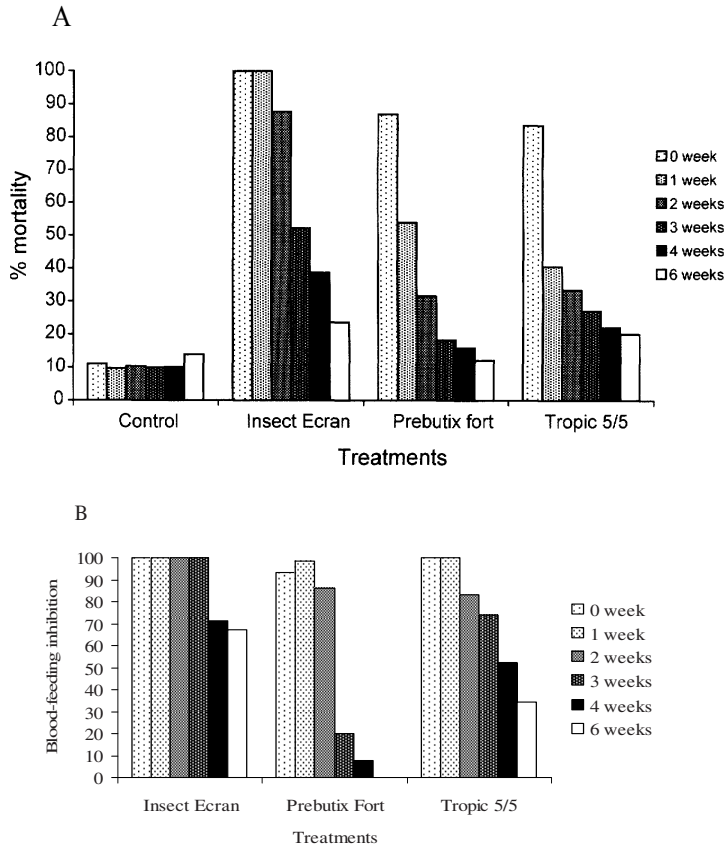 A
100
90
80
70
60
50
40
30
20
10
0
% mortality
Control Insect Ecran Prebutix fort Tropic 5/5
Treatments
0 week
1 week
2 weeks
3 weeks
4 weeks
6 weeks
B
100
90
80
70
60
50
40
30
20
10
0
Blood-feeding inhibition
Insect Ecran Prebutix Fort Tropic 5/5
Treatments
0 week
1 week
2 weeks
3 weeks
4 weeks
6 weeks